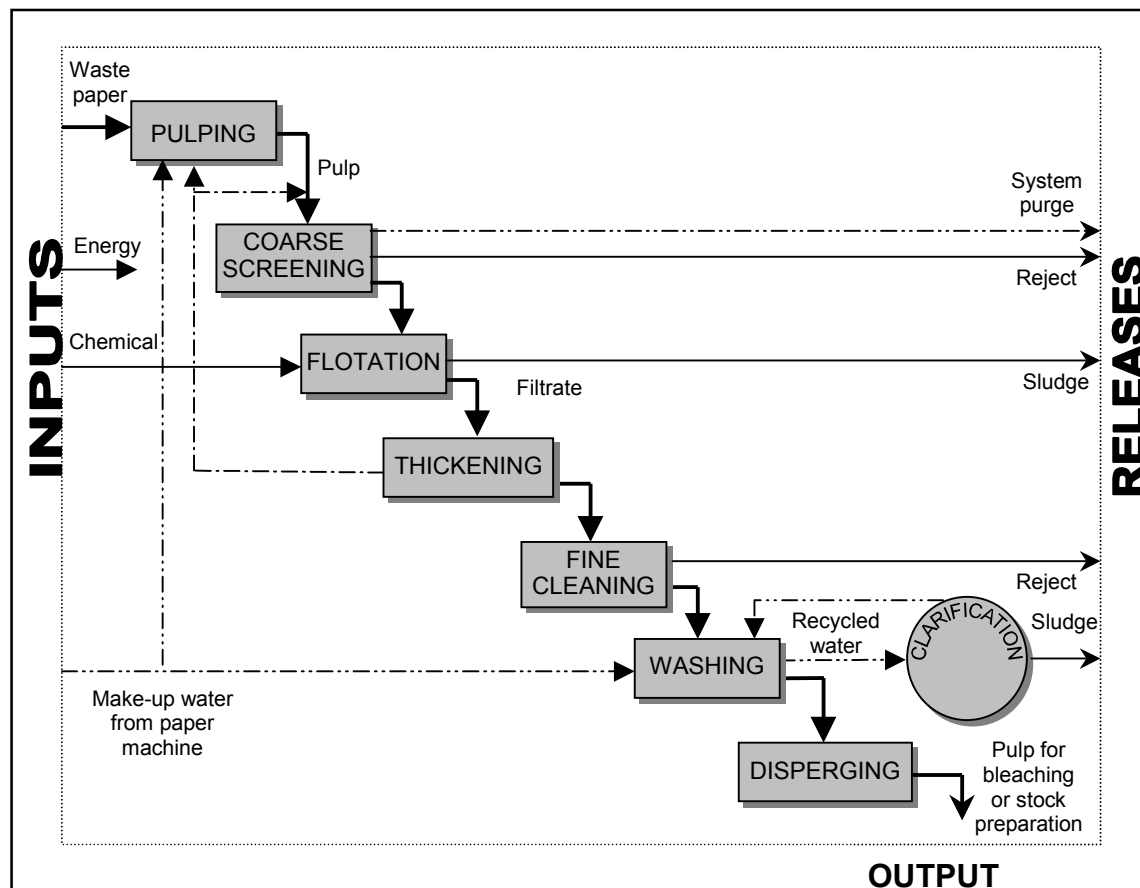 Waste
paper
PULPING
Pulp
System
purge
INPUTS
Energy
COARSE
SCREENING
Reject
RELEASES
Chemical
FLOTATION
Sludge
Filtrate
THICKENING
FINE
CLEANING
Reject
Recycled
water
CLARIFICATION
Sludge
WASHING
Make-up water
from paper
machine
DISPERGING
Pulp for
bleaching
or stock
preparation
OUTPUT